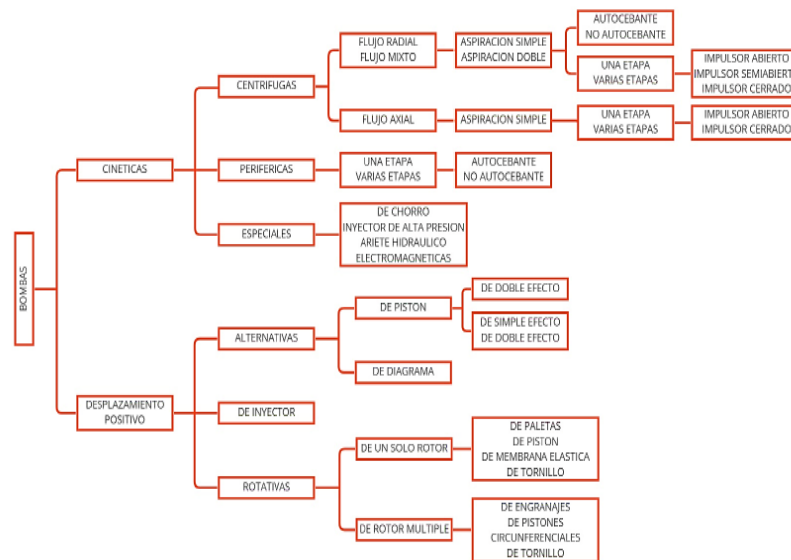 BOMBAS
CINETICAS
CENTRIFUGAS
FLUJO RADIAL
FLUJO MIXTO
ASPIRACION SIMPLE
ASPIRACION DOBLE
AUTOCEBANTE
NO AUTOCEBANTE
UNA ETAPA
VARIAS ETAPAS
IMPULSOR ABIERTO
IMPULSOR SEMIABIERT
IMPULSOR CERRADO
FLUJO AXIAL
ASPIRACION SIMPLE
UNA ETAPA
VARIAS ETAPAS
IMPULSOR ABIERTO
IMPULSOR CERRADO
PERIFERICAS
UNA ETAPA
VARIAS ETAPAS
AUTOCEBANTE
NO AUTOCEBANTE
ESPECIALES
DE CHORRO
INYECTOR DE ALTA PRESION
ARIETE HIDRAULICO
ELECTROMAGNETICAS
DESPLAZAMIENTO
POSITIVO
ALTERNATIVAS
DE PISTON
DE DOBLE EFECTO
DE SIMPLE EFECTO
DE DOBLE EFECTO
DE DIAGRAMA
DE INYECTOR
ROTATIVAS
DE UN SOLO ROTOR
DE PALETAS
DE PISTON
DE MEMBRANA ELASTICA
DE TORNILLO
DE ROTOR MULTIPLE
DE ENGRANAJES
DE PISTONES
CIRCUNFERENCIALES
DE TORNILLO